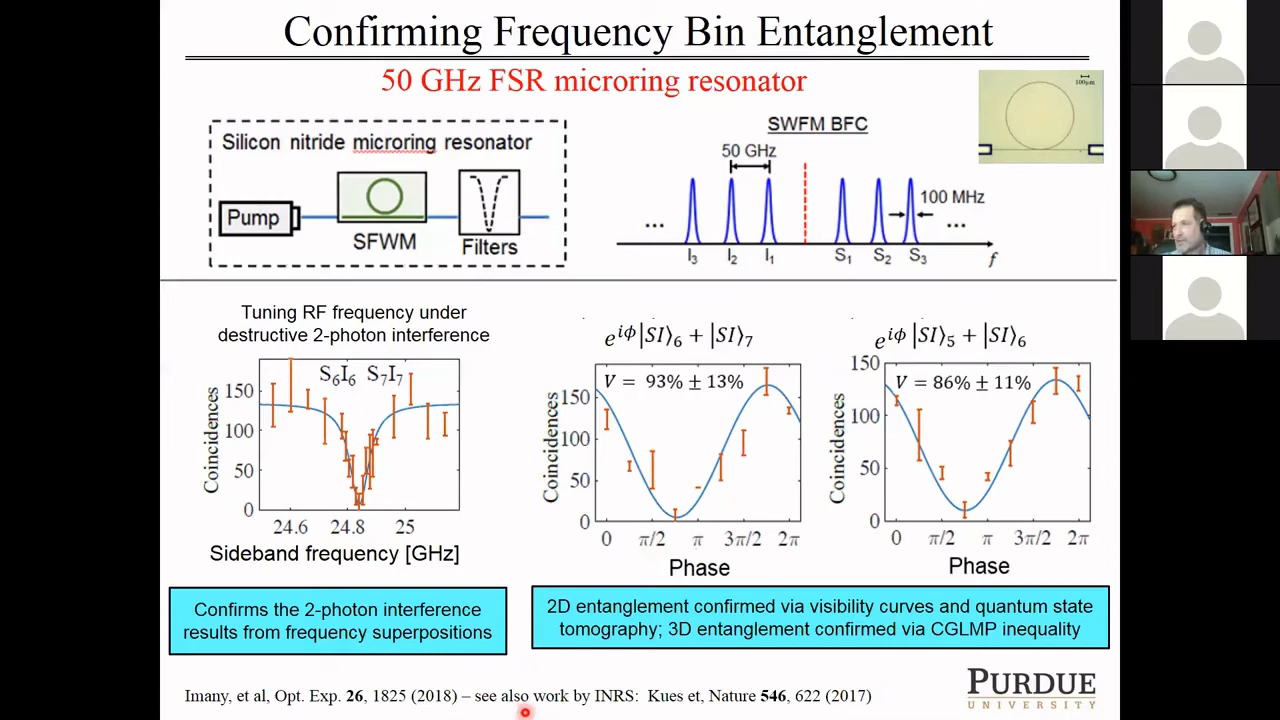 Confirming Frequency Bin Entanglement
50 GHz FSR microring resonator
100μm
Silicon nitride microring resonator
Pump
SFWM
Filters
SWFM BFC
50 GHz
100 MHz
... ...
I3 I2 I1 S1 S2 S3 f
Tuning RF frequency under
destructive 2-photon interference
S6I6 S7I7
Coincidences
150
100
50
0
24.6 24.8 25
Sideband frequency [GHz]
e^{iϕ}|SI⟩6 + |SI⟩7
V = 93% ± 13%
Coincidences
150
100
50
0
0 π/2 π 3π/2 2π
Phase
e^{iϕ}|SI⟩5 + |SI⟩6
V = 86% ± 11%
Coincidences
150
100
50
0
0 π/2 π 3π/2 2π
Phase
Confirms the 2-photon interference
results from frequency superpositions
2D entanglement confirmed via visibility curves and quantum state
tomography; 3D entanglement confirmed via CGLMP inequality
Imany, et al, Opt. Exp. 26, 1825 (2018) – see also work by INRS: Kues et, Nature 546, 622 (2017)
PURDUE
UNIVERSITY